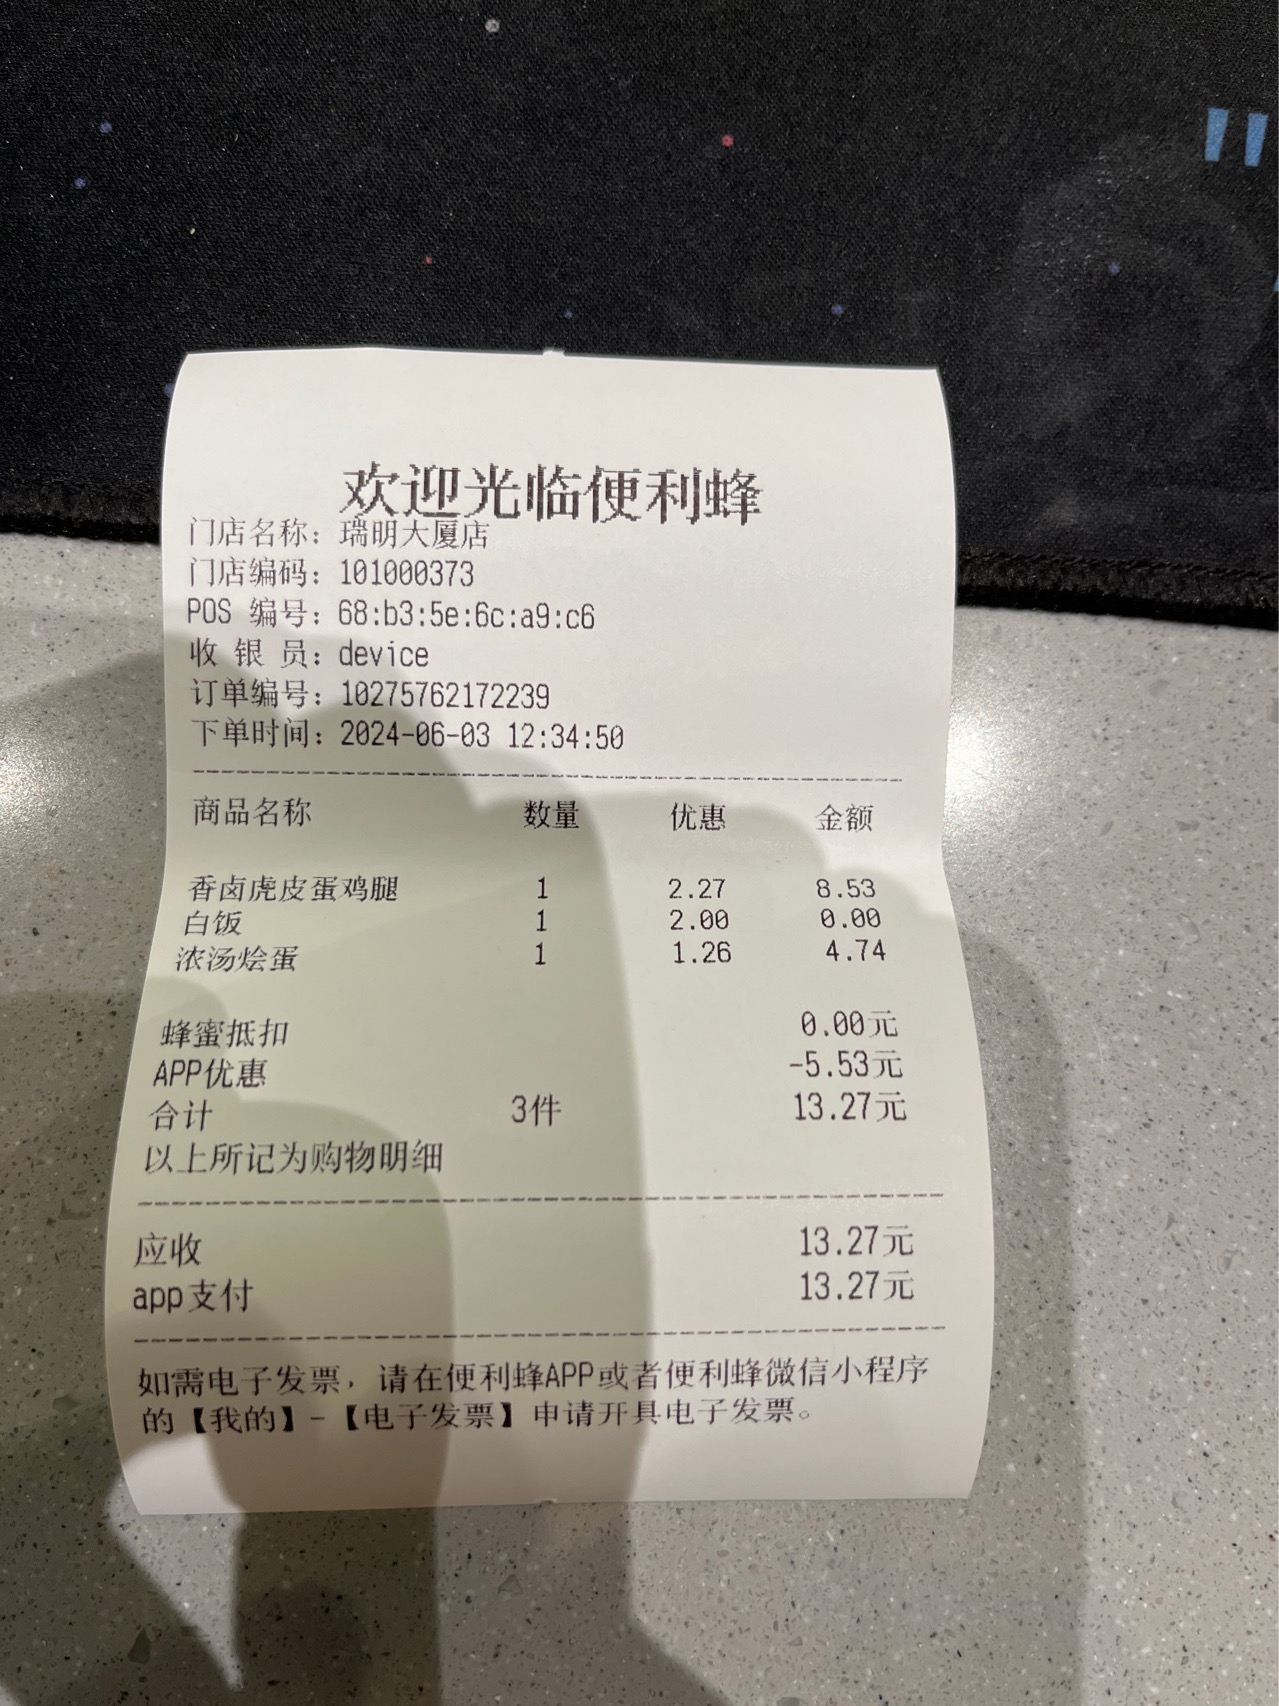 欢迎光临便利蜂
门店名称：瑞明大厦店
门店编码：101000373
POS 编号：68:b3:5e:6c:a9:c6
收 银 员：device
订单编号：10275762172239
下单时间：2024-06-03 12:34:50
商品名称 数量 优惠 金额
香卤虎皮蛋鸡腿 1 2.27 8.53
白饭 1 2.00 0.00
浓汤烩蛋 1 1.26 4.74
蜂蜜抵扣 0.00元
APP优惠 -5.53元
合计 3件 13.27元
以上所记为购物明细
应收 13.27元
app支付 13.27元
如需电子发票，请在便利蜂APP或者便利蜂微信小程序
的【我的】-【电子发票】申请开具电子发票。